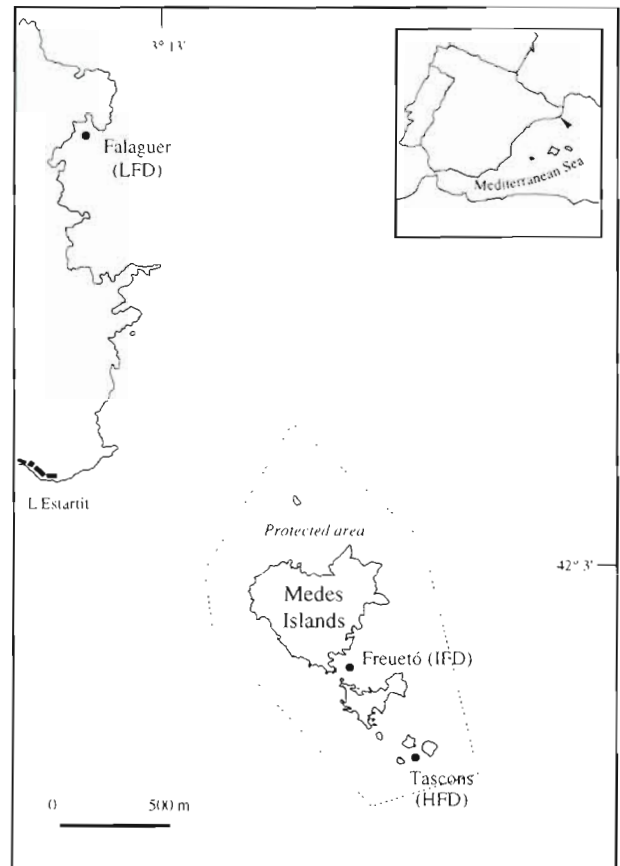 3° 13'
Falaguer
(LFD)
Mediterranean Sea
L Estartit
Protected area
42° 3'
Medes
Islands
Freuetó (IFD)
Tascons
(HFD)
0 500 m